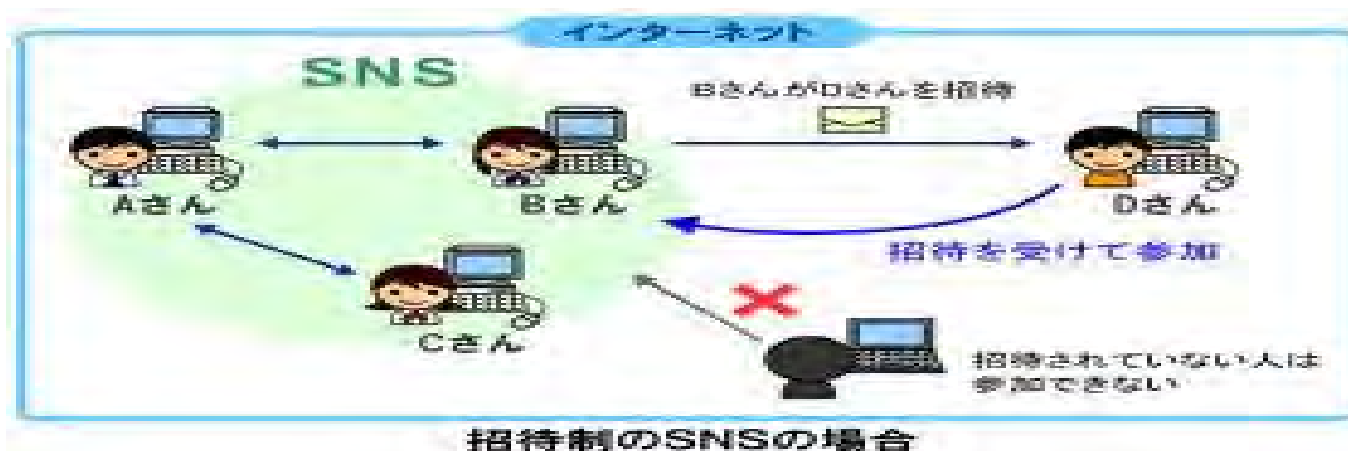 インターネット
SNS
BさんがDさんを招待
Aさん
Bさん
Dさん
招待を受けて参加
Cさん
招待されていない人は
参加できない
招待制のSNSの場合